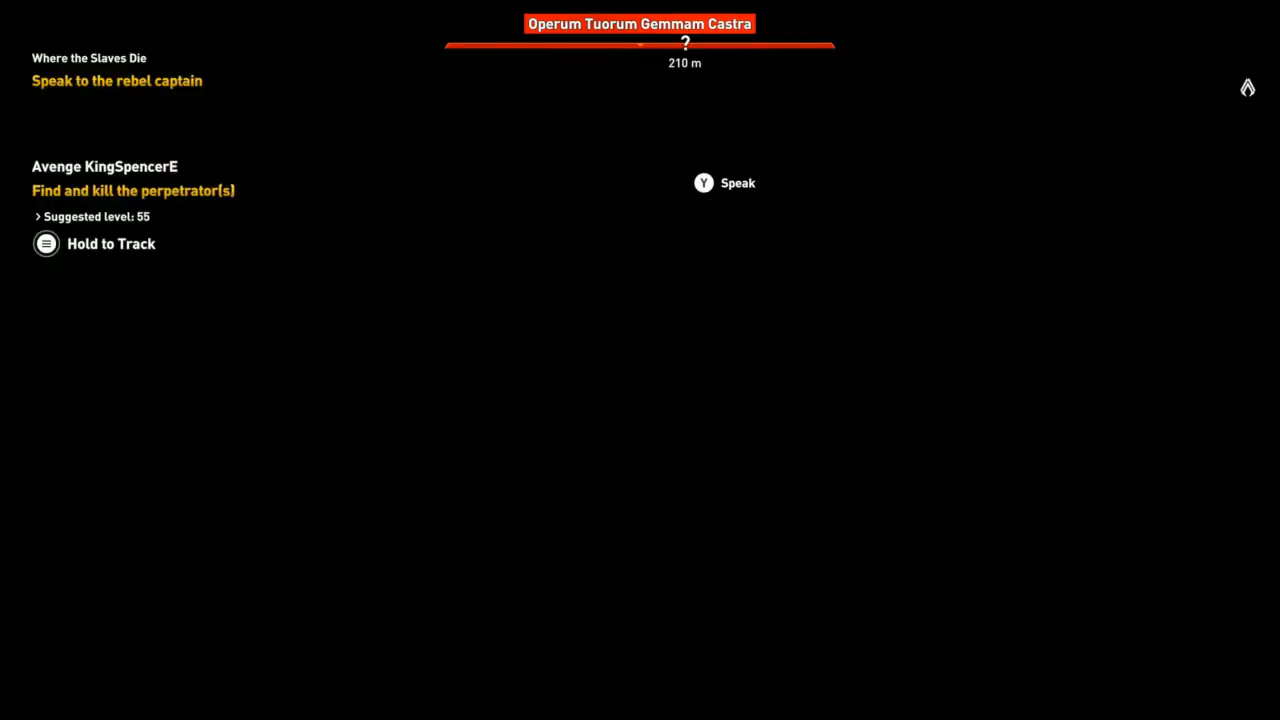 Operum Tuorum Gemmam Castra
?
210 m
Where the Slaves Die
Speak to the rebel captain
Avenge KingSpencerE
Find and kill the perpetrator(s)
> Suggested level: 55
Hold to Track
Y Speak